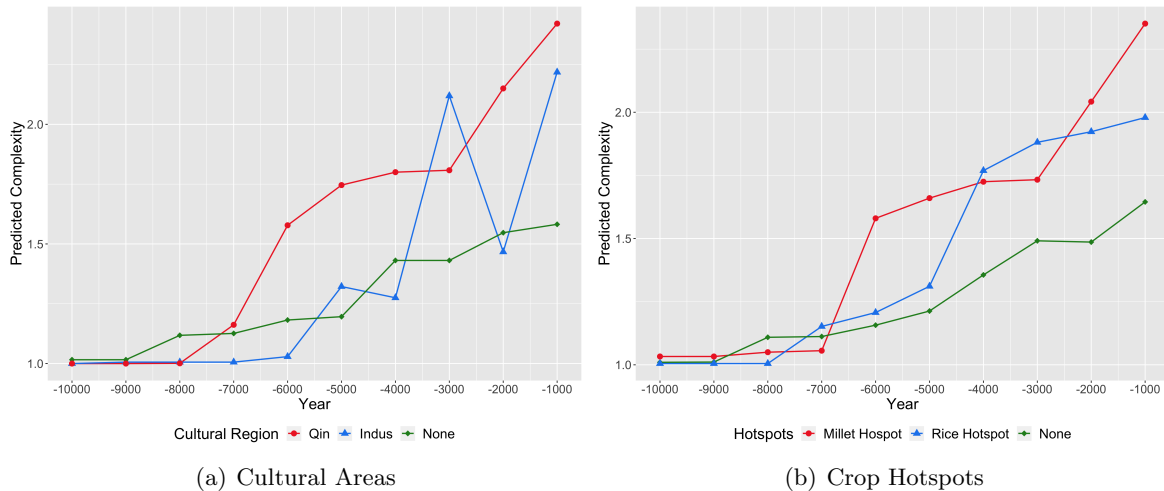 Predicted Complexity
2.0
1.5
1.0
-10000 -9000 -8000 -7000 -6000 -5000 -4000 -3000 -2000 -1000
Year
Cultural Region Qin Indus None
(a) Cultural Areas
Predicted Complexity
2.0
1.5
1.0
-10000 -9000 -8000 -7000 -6000 -5000 -4000 -3000 -2000 -1000
Year
Hotspots Millet Hospot Rice Hotspot None
(b) Crop Hotspots